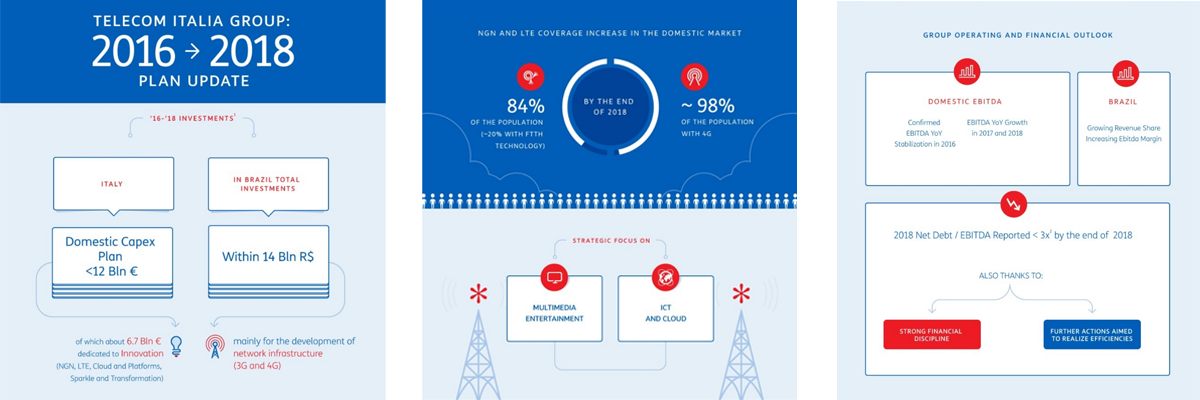 TELECOM ITALIA GROUP:
2016 → 2018
PLAN UPDATE
'16-'18 INVESTMENTS¹
ITALY
IN BRAZIL TOTAL
INVESTMENTS
Domestic Capex
Plan
<12 Bln €
Within 14 Bln R$
of which about 6.7 Bln €
dedicated to Innovation
(NGN, LTE, Cloud and Platforms,
Sparkle and Transformation)
mainly for the development of
network infrastructure
(3G and 4G)
NGN AND LTE COVERAGE INCREASE IN THE DOMESTIC MARKET
84%
OF THE POPULATION
(~20% WITH FTTH
TECHNOLOGY)
BY THE END
OF 2018
~ 98%
OF THE POPULATION
WITH 4G
STRATEGIC FOCUS ON
MULTIMEDIA
ENTERTAINMENT
ICT
AND CLOUD
GROUP OPERATING AND FINANCIAL OUTLOOK
DOMESTIC EBITDA
Confirmed
EBITDA YoY
Stabilization in 2016
EBITDA YoY Growth
in 2017 and 2018
BRAZIL
Growing Revenue Share
Increasing Ebitda Margin
2018 Net Debt / EBITDA Reported < 3x² by the end of 2018
ALSO THANKS TO:
STRONG FINANCIAL
DISCIPLINE
FURTHER ACTIONS AIMED
TO REALIZE EFFICIENCIES